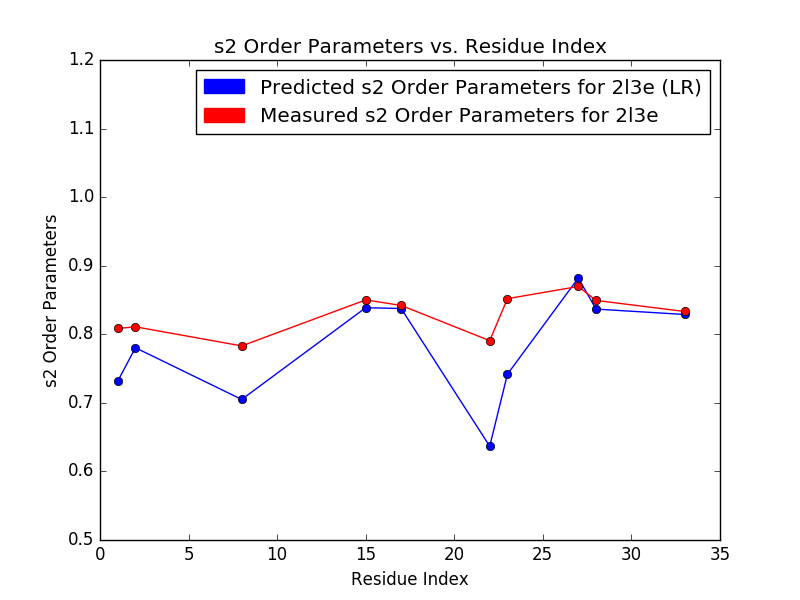 s2 Order Parameters vs. Residue Index
Predicted s2 Order Parameters for 2l3e (LR)
Measured s2 Order Parameters for 2l3e
s2 Order Parameters
1.2
1.1
1.0
0.9
0.8
0.7
0.6
0.5
0 5 10 15 20 25 30 35
Residue Index